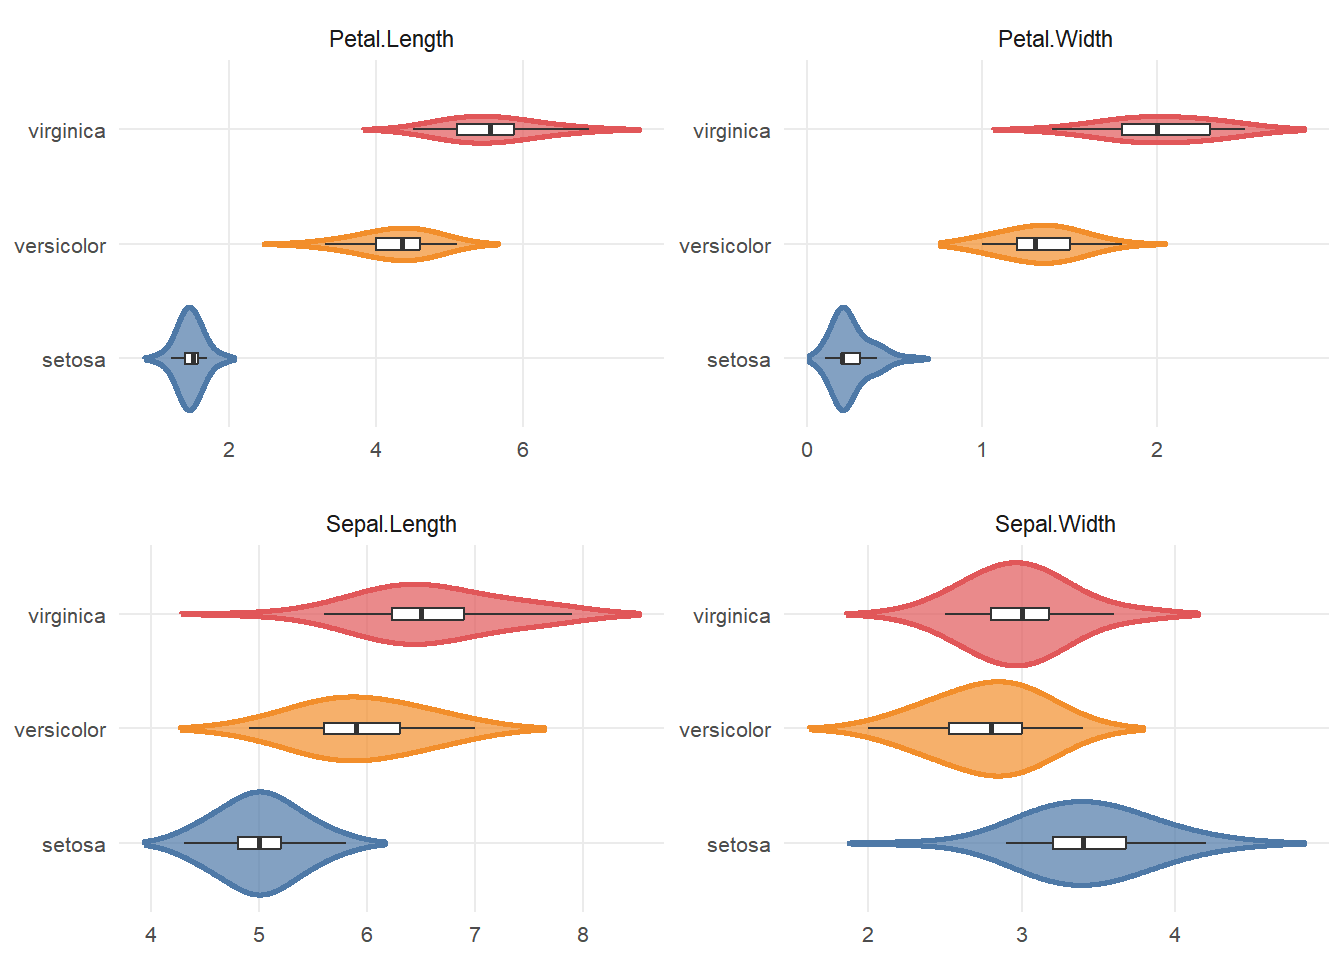 Petal.Length
virginica
versicolor
setosa
2 4 6
Petal.Width
virginica
versicolor
setosa
0 1 2
Sepal.Length
virginica
versicolor
setosa
4 5 6 7 8
Sepal.Width
virginica
versicolor
setosa
2 3 4